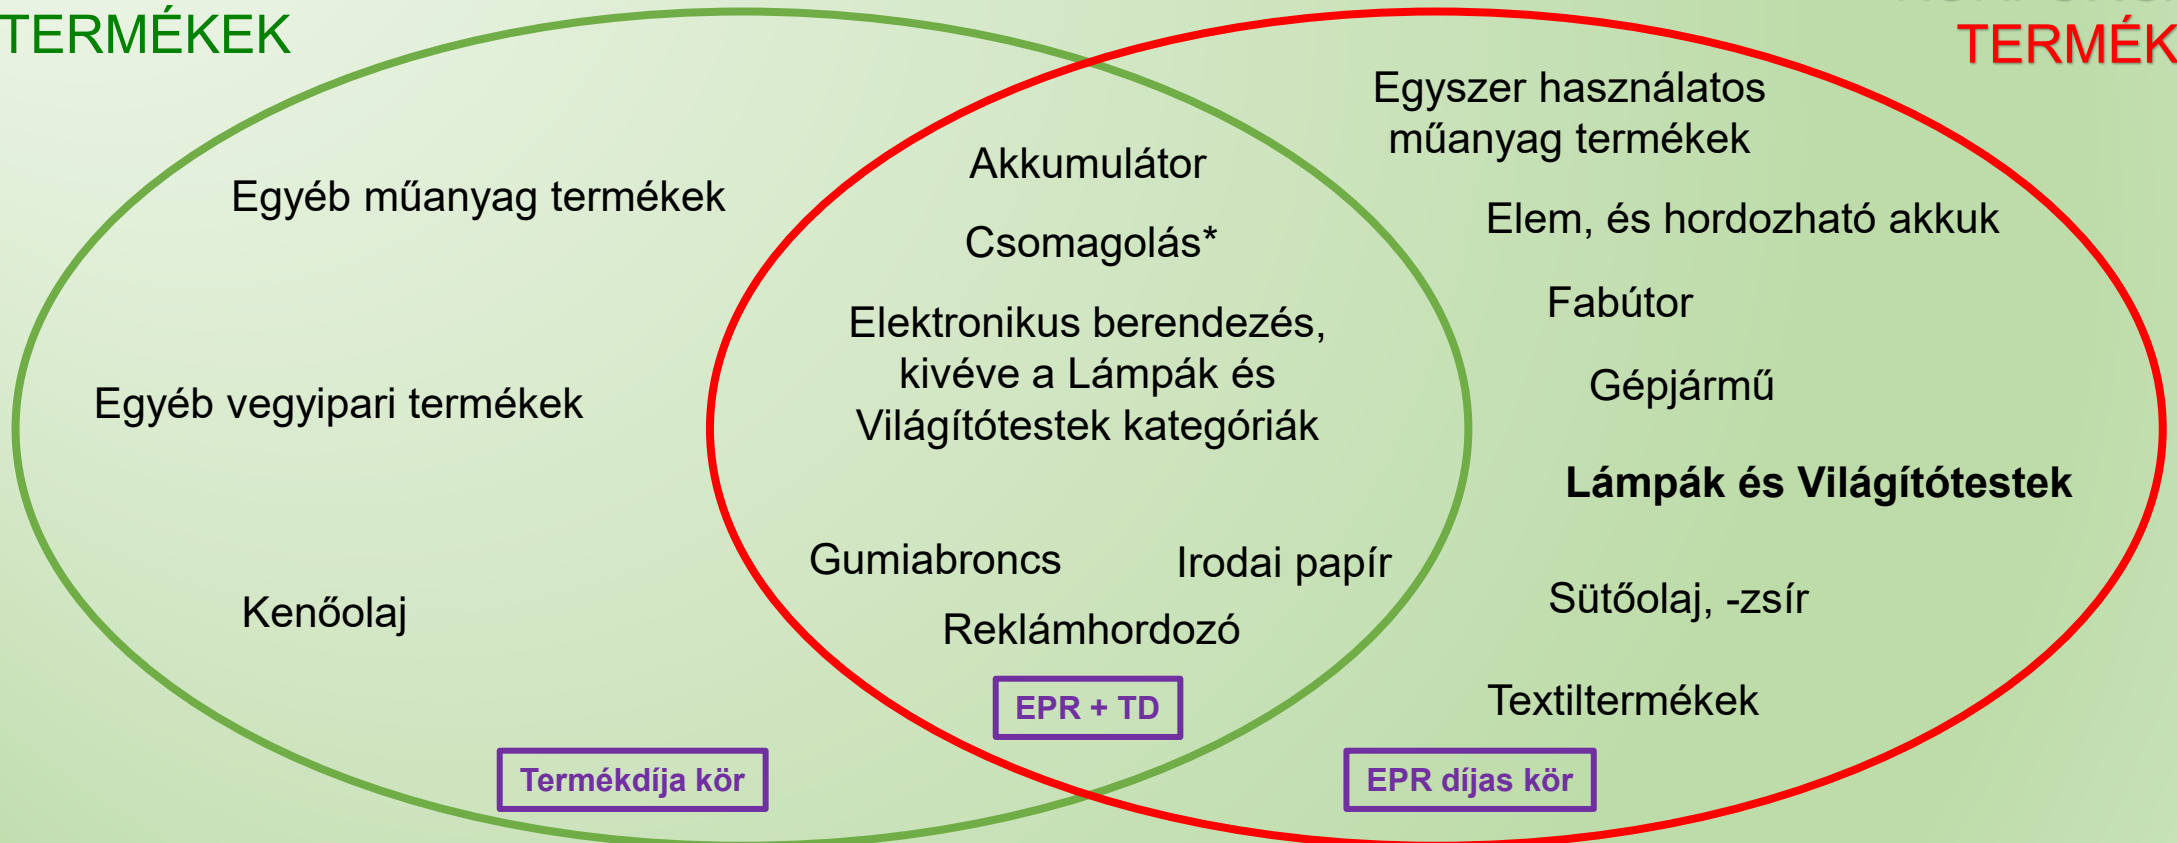 TERMÉKEK
TERMÉK
Egyéb műanyag termékek
Egyéb vegyipari termékek
Kenőolaj
Termékdíja kör
Akkumulátor
Csomagolás*
Elektronikus berendezés,
kivéve a Lámpák és
Világítótestek kategóriák
Gumiabroncs
Irodai papír
Reklámhordozó
EPR + TD
Egyszer használatos
műanyag termékek
Elem, és hordozható akkuk
Fabútor
Gépjármű
Lámpák és Világítótestek
Sütőolaj, -zsír
Textiltermékek
EPR díjas kör